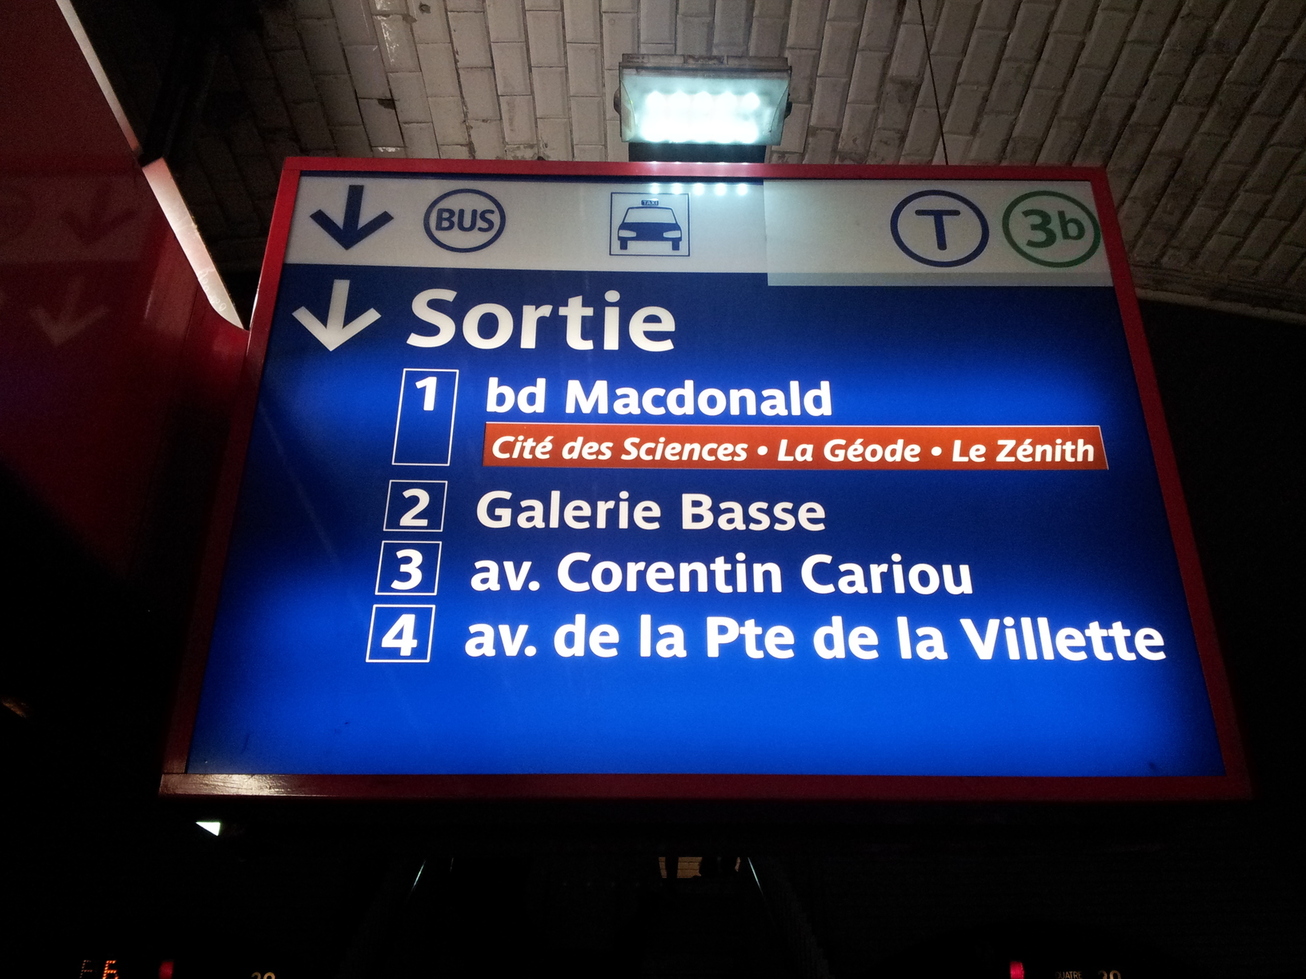 BUS TAXI T 3b
Sortie
1 bd Macdonald
Cité des Sciences • La Géode • Le Zénith
2 Galerie Basse
3 av. Corentin Cariou
4 av. de la Pte de la Villette